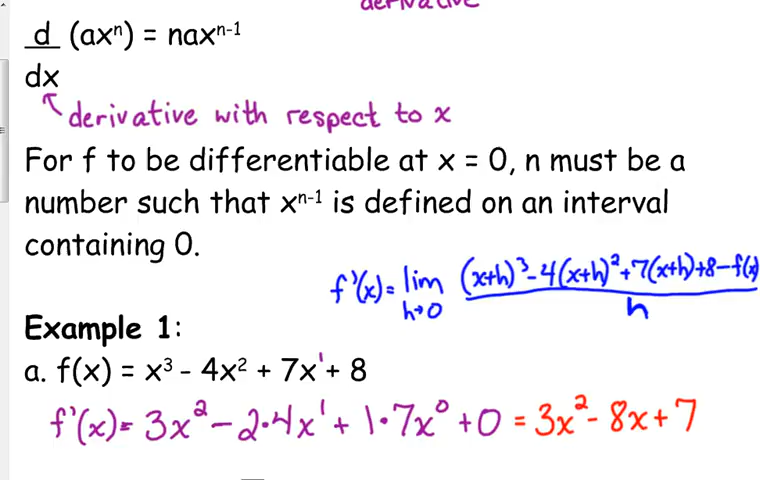 derivative
d (axⁿ) = naxⁿ⁻¹
dx
derivative with respect to x
For f to be differentiable at x = 0, n must be a
number such that xⁿ⁻¹ is defined on an interval
containing 0.
f'(x) = lim (x+h)³ - 4(x+h)² + 7(x+h) + 8 - f(x)
h→0 h
Example 1:
a. f(x) = x³ - 4x² + 7x¹ + 8
f'(x) = 3x² - 2·4x¹ + 1·7x⁰ + 0 = 3x² - 8x + 7